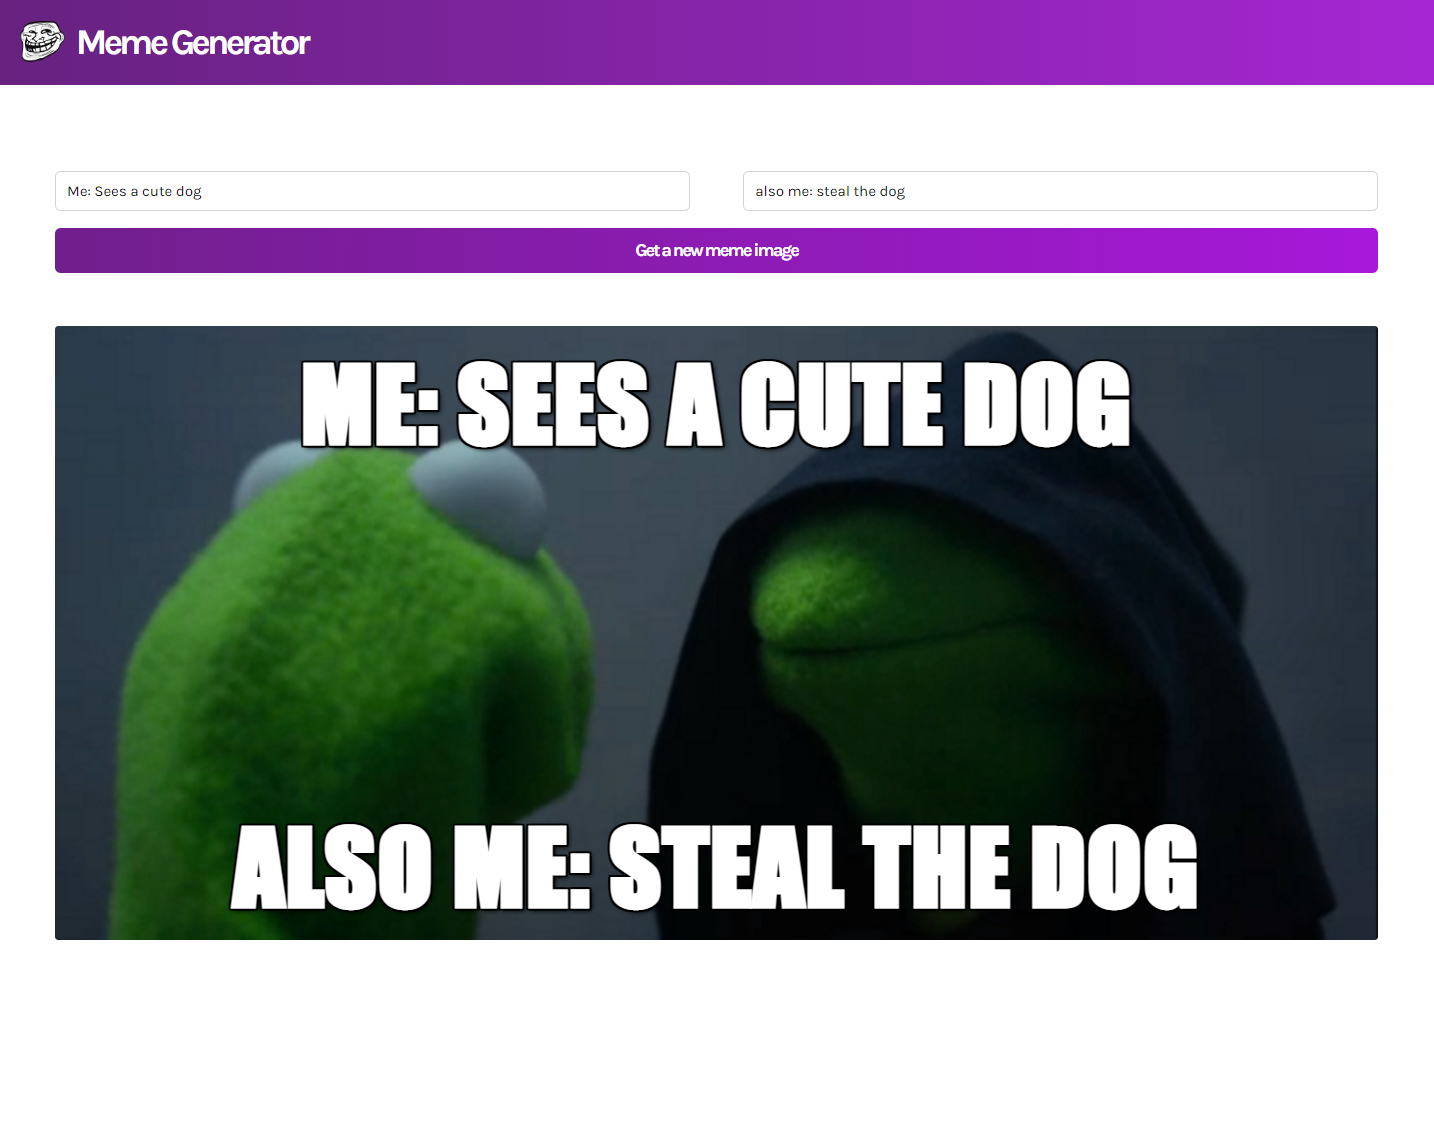 Meme Generator
Me: Sees a cute dog
also me: steal the dog
Get a new meme image
ME: SEES A CUTE DOG
ALSO ME: STEAL THE DOG